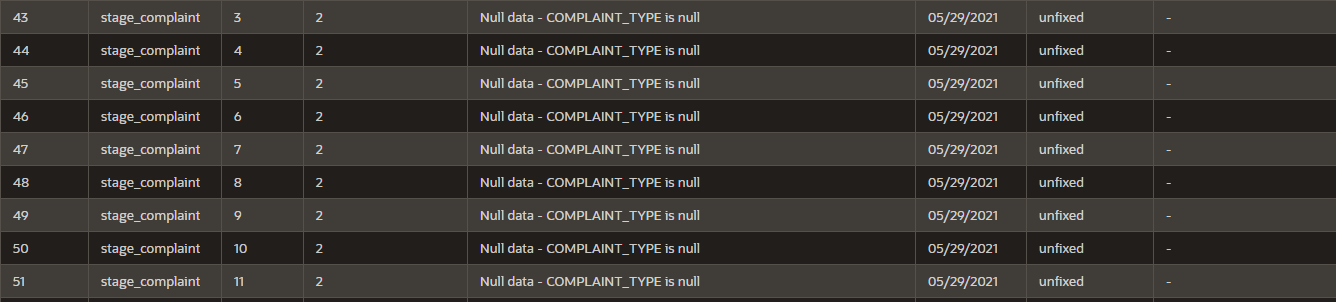 43 stage_complaint 3 2 Null data - COMPLAINT_TYPE is null 05/29/2021 unfixed -
44 stage_complaint 4 2 Null data - COMPLAINT_TYPE is null 05/29/2021 unfixed -
45 stage_complaint 5 2 Null data - COMPLAINT_TYPE is null 05/29/2021 unfixed -
46 stage_complaint 6 2 Null data - COMPLAINT_TYPE is null 05/29/2021 unfixed -
47 stage_complaint 7 2 Null data - COMPLAINT_TYPE is null 05/29/2021 unfixed -
48 stage_complaint 8 2 Null data - COMPLAINT_TYPE is null 05/29/2021 unfixed -
49 stage_complaint 9 2 Null data - COMPLAINT_TYPE is null 05/29/2021 unfixed -
50 stage_complaint 10 2 Null data - COMPLAINT_TYPE is null 05/29/2021 unfixed -
51 stage_complaint 11 2 Null data - COMPLAINT_TYPE is null 05/29/2021 unfixed -